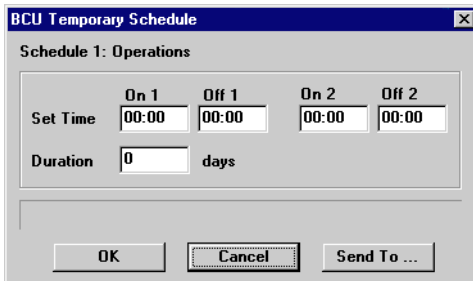 BCU Temporary Schedule
Schedule 1: Operations
On 1 Off 1 On 2 Off 2
Set Time 00:00 00:00 00:00 00:00
Duration 0 days
OK Cancel Send To ...